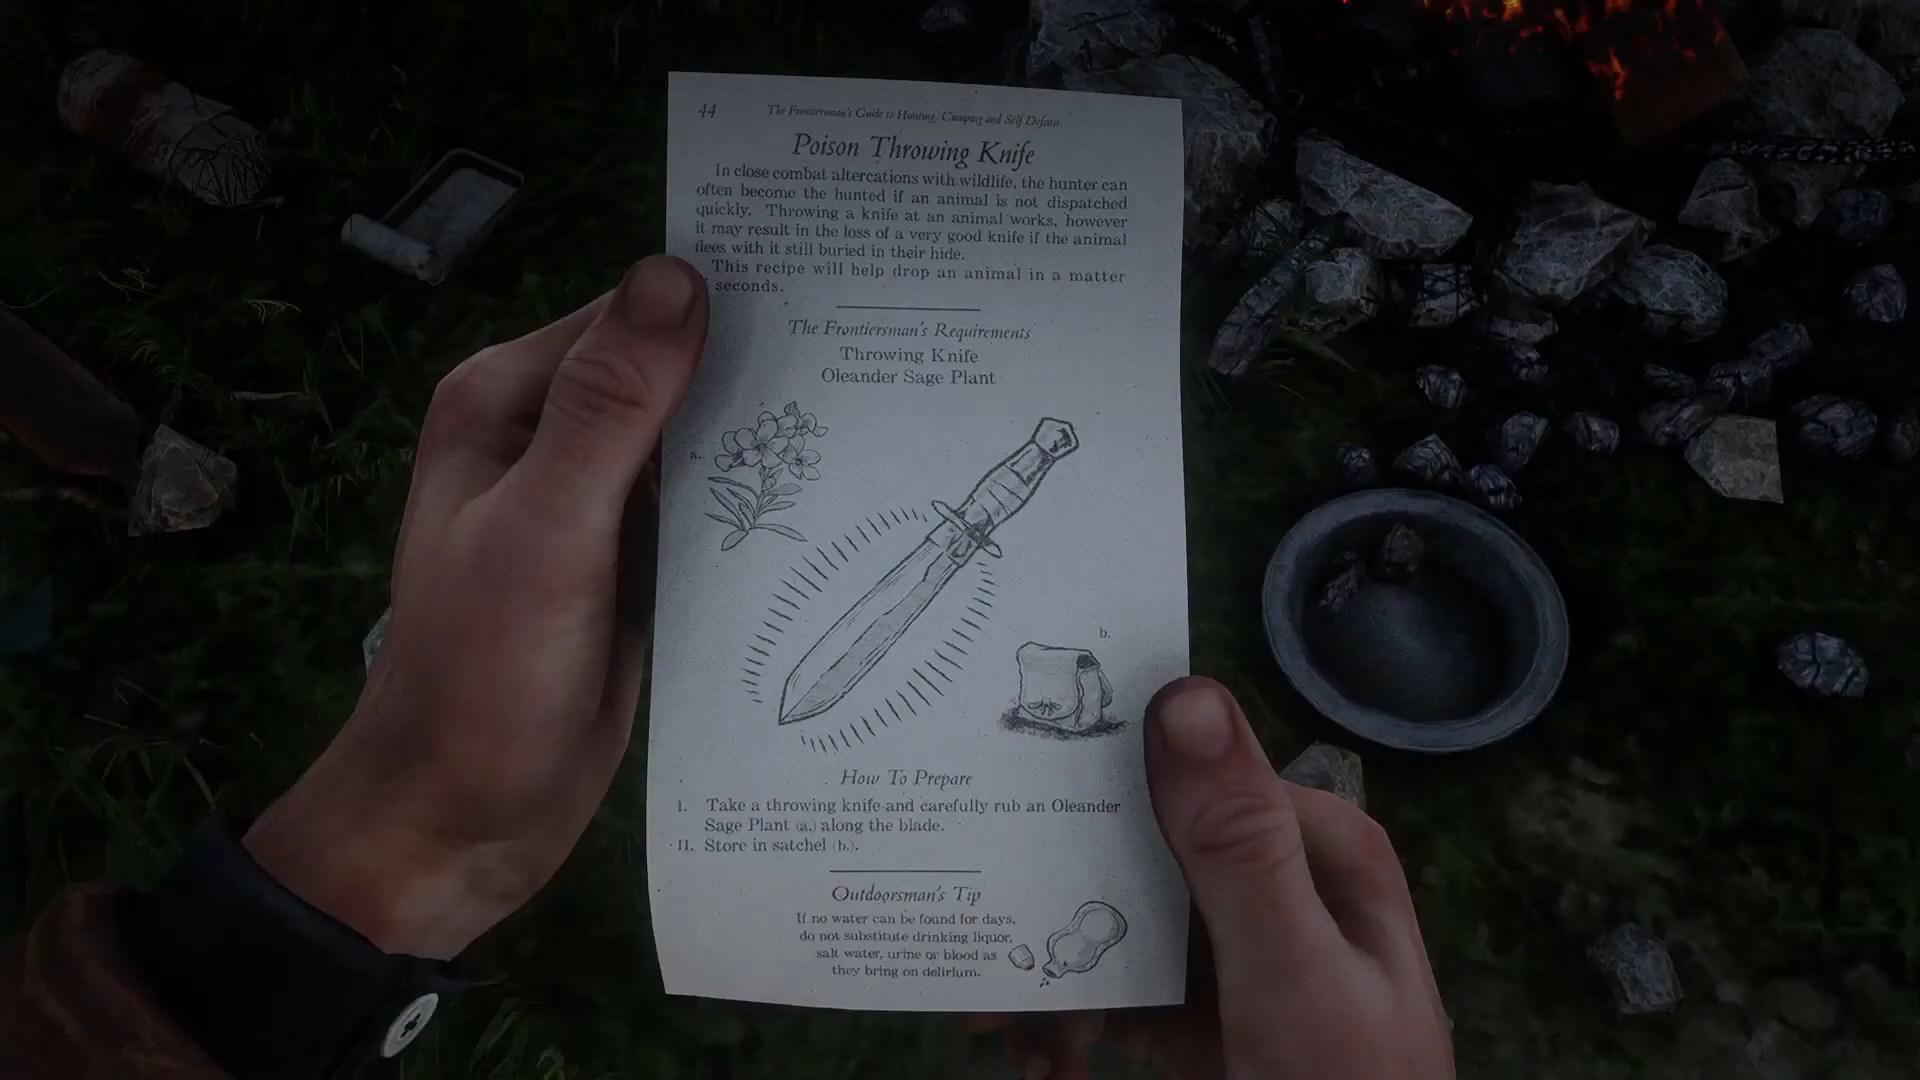 44
The Frontiersman's Guide to Hunting, Camping and Self Defense.
Poison Throwing Knife
In close combat altercations with wildlife, the hunter can
often become the hunted if an animal is not dispatched
quickly. Throwing a knife at an animal works, however
it may result in the loss of a very good knife if the animal
flees with it still buried in their hide.
This recipe will help drop an animal in a matter
seconds.
The Frontiersman's Requirements
Throwing Knife
Oleander Sage Plant
a.
b.
How To Prepare
I. Take a throwing knife and carefully rub an Oleander
Sage Plant (a.) along the blade.
II. Store in satchel (b.).
Outdoorsman's Tip
If no water can be found for days,
do not substitute drinking liquor,
salt water, urine or blood as
they bring on delirium.